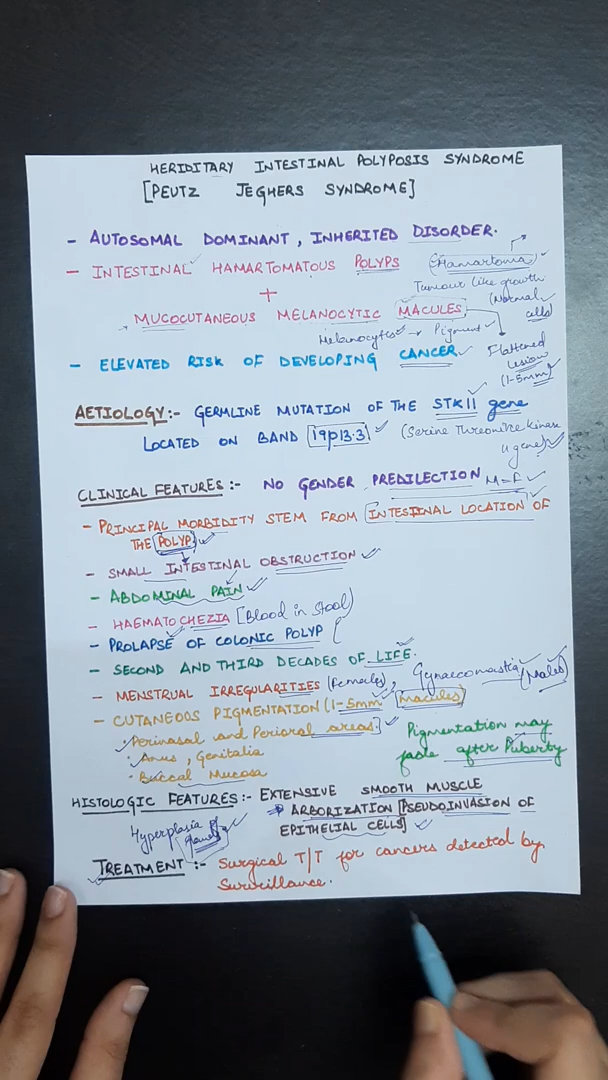 HERIDITARY INTESTINAL POLYPOSIS SYNDROME
[PEUTZ JEGHERS SYNDROME]
- AUTOSOMAL DOMINANT, INHERITED DISORDER.
- INTESTINAL HAMARTOMATOUS POLYPS (Hamartoma)
Tumour like growth
+
(Normal cells)
MUCOCUTANEOUS MELANOCYTIC MACULES
Melanocytes → Pigment
Flattened lesion (1-5mm)
- ELEVATED RISK OF DEVELOPING CANCER
AETIOLOGY:- GERMLINE MUTATION OF THE STK11 gene
LOCATED ON BAND 19p13.3 (Serine Threonine kinase
11 gene)
CLINICAL FEATURES:- NO GENDER PREDILECTION M=F
- PRINCIPAL MORBIDITY STEM FROM INTESTINAL LOCATION OF
THE POLYP
- SMALL INTESTINAL OBSTRUCTION
- ABDOMINAL PAIN
- HAEMATOCHEZIA [Blood in Stool)
- PROLAPSE OF COLONIC POLYP
- SECOND AND THIRD DECADES OF LIFE.
- MENSTRUAL IRREGULARITIES (Females), Gynaecomastia (Males)
- CUTANEOUS PIGMENTATION (1-5mm macules)
• Perinasal and Perioral areas.
• Anus, Genitalia
• Buccal Mucosa
Pigmentation may
fade after Puberty
HISTOLOGIC FEATURES:- EXTENSIVE SMOOTH MUSCLE
⇒ ARBORIZATION [PSEUDOINVASION OF
EPITHELIAL CELLS]
Hyperplasia of
glands
TREATMENT:- Surgical T/T for cancers detected by
Surveillance.